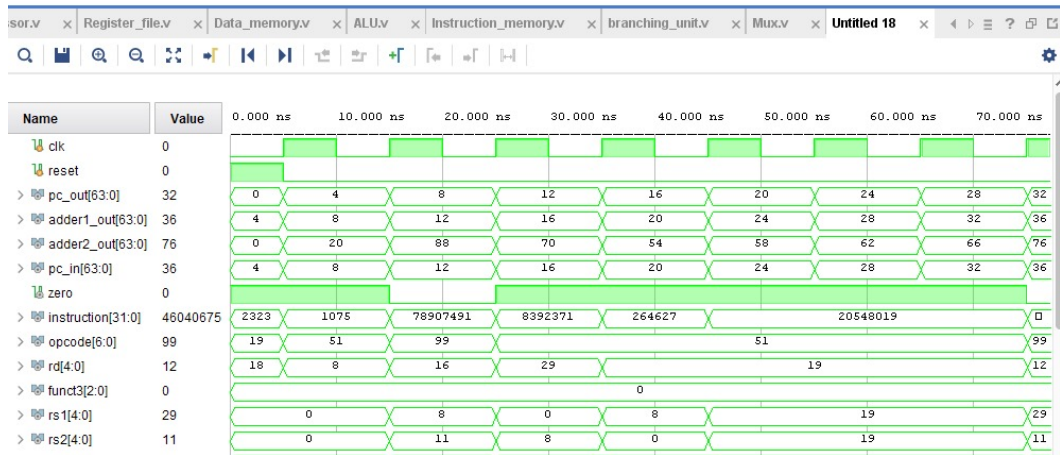 ssor.v × Register_file.v × Data_memory.v × ALU.v × Instruction_memory.v × branching_unit.v × Mux.v × Untitled 18 × ?
Name Value 0.000 ns 10.000 ns 20.000 ns 30.000 ns 40.000 ns 50.000 ns 60.000 ns 70.000 ns
clk 0
reset 0
pc_out[63:0] 32 0 4 8 12 16 20 24 28 32
adder1_out[63:0] 36 4 8 12 16 20 24 28 32 36
adder2_out[63:0] 76 0 20 88 70 54 58 62 66 76
pc_in[63:0] 36 4 8 12 16 20 24 28 32 36
zero 0
instruction[31:0] 46040675 2323 1075 78907491 8392371 264627 20548019
opcode[6:0] 99 19 51 99 51 99
rd[4:0] 12 18 8 16 29 19 12
funct3[2:0] 0 0
rs1[4:0] 29 0 8 0 8 19 29
rs2[4:0] 11 0 11 8 0 19 11